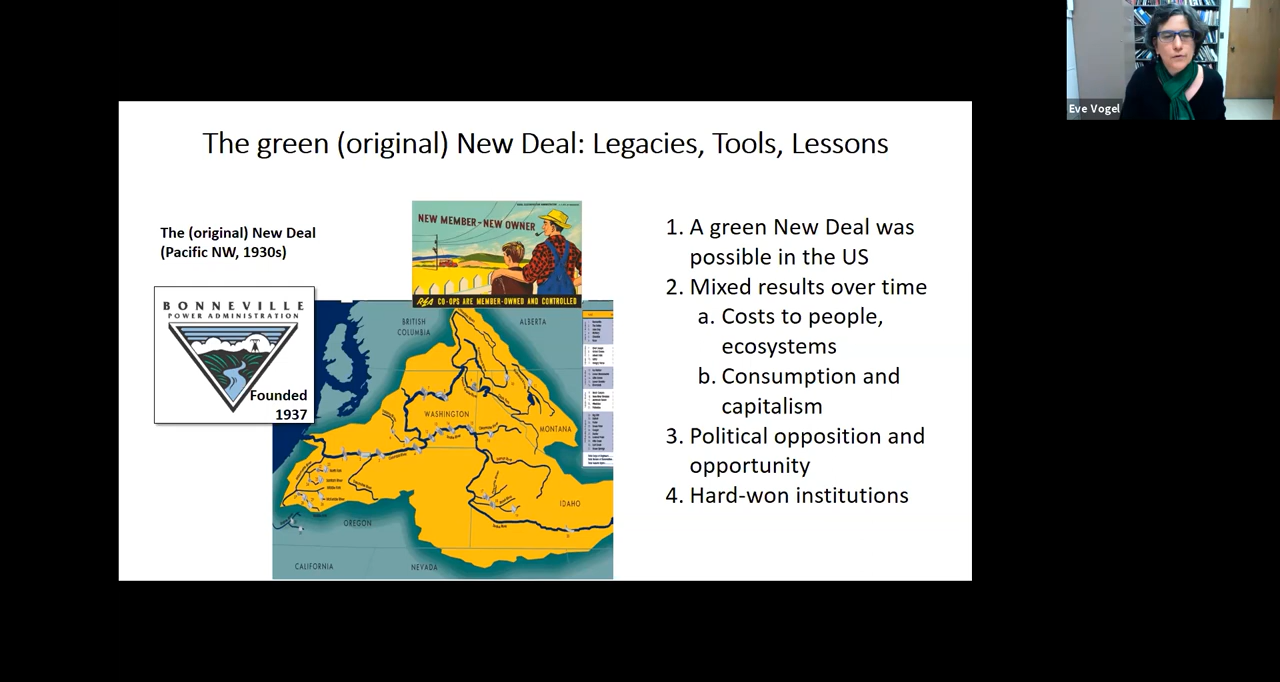 Eve Vogel
The green (original) New Deal: Legacies, Tools, Lessons
The (original) New Deal
(Pacific NW, 1930s)
BONNEVILLE
POWER ADMINISTRATION
Founded
1937
NEW MEMBER - NEW OWNER
REA CO-OPS ARE MEMBER-OWNED AND CONTROLLED
BRITISH
COLUMBIA
ALBERTA
WASHINGTON
MONTANA
OREGON
IDAHO
CALIFORNIA
NEVADA
1. A green New Deal was
possible in the US
2. Mixed results over time
a. Costs to people,
ecosystems
b. Consumption and
capitalism
3. Political opposition and
opportunity
4. Hard-won institutions